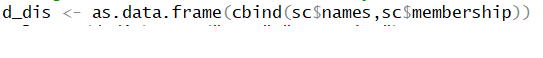 d_dis <- as.data.frame(cbind(sc$names,sc$membership))